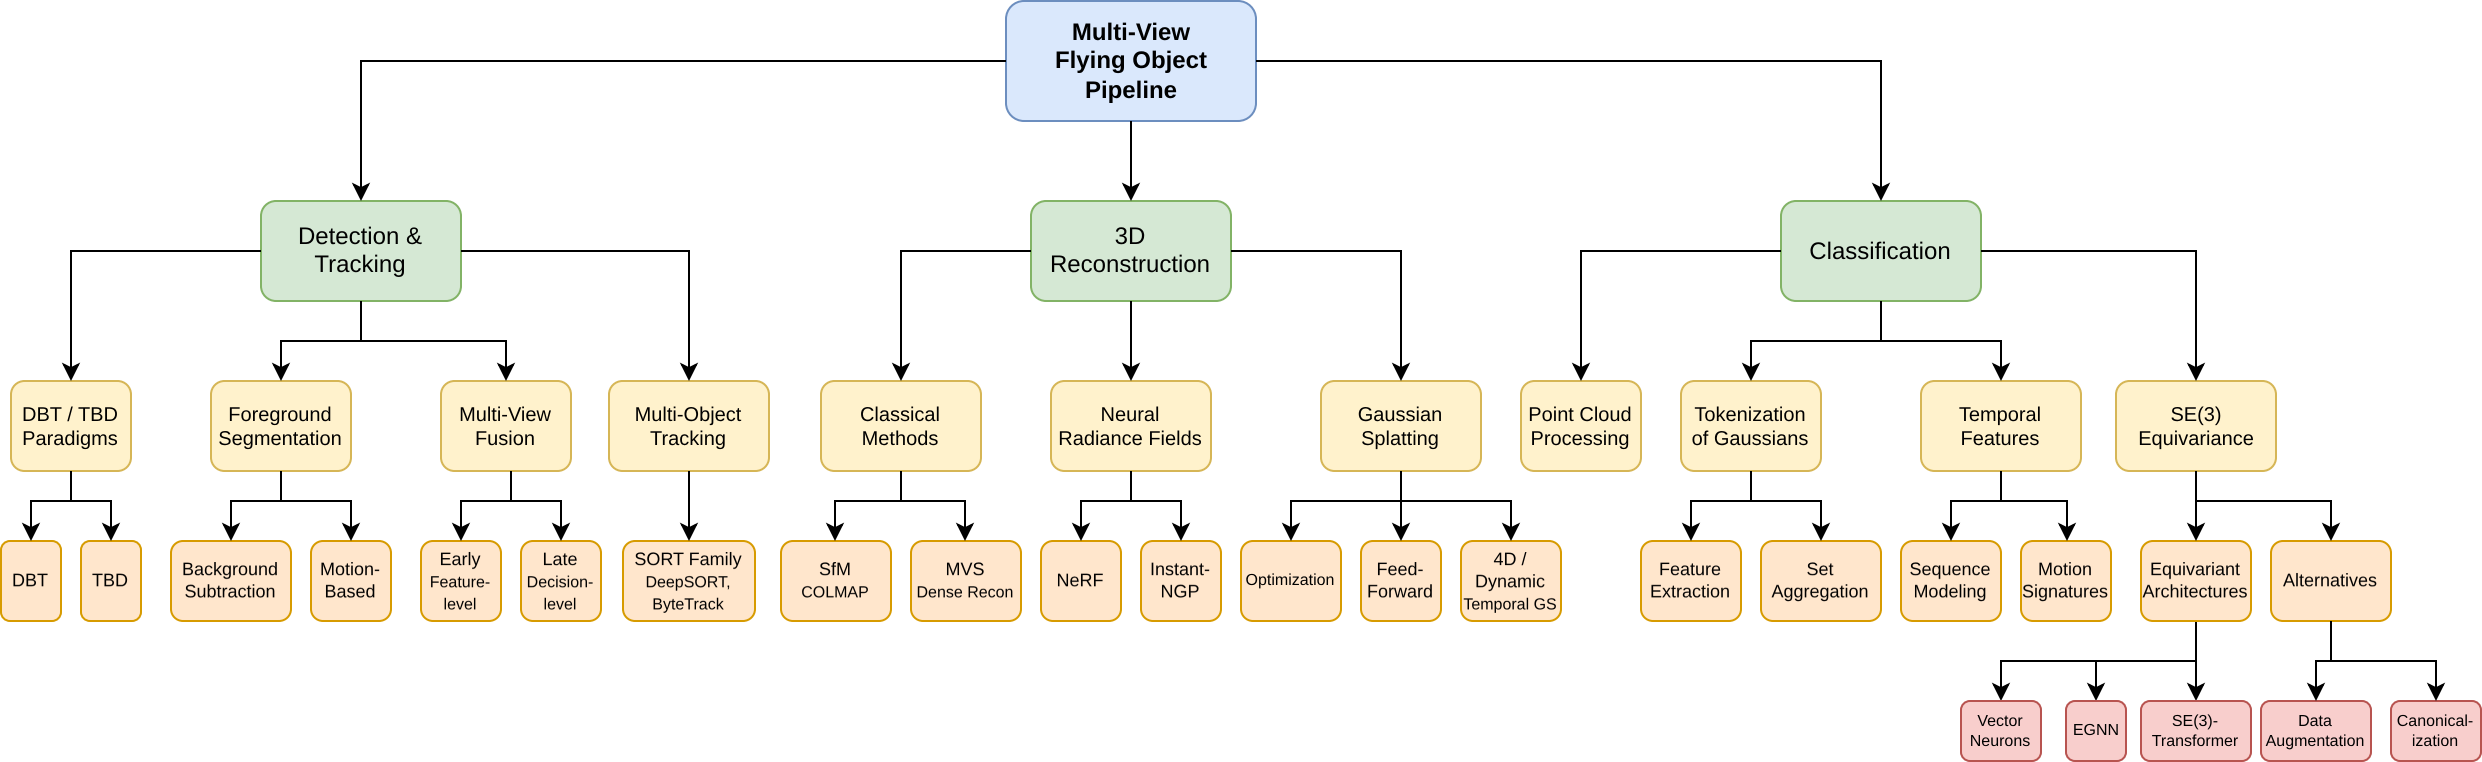 Multi-View
Flying Object
Pipeline
Detection &
Tracking
3D
Reconstruction
Classification
DBT / TBD
Paradigms
Foreground
Segmentation
Multi-View
Fusion
Multi-Object
Tracking
Classical
Methods
Neural
Radiance Fields
Gaussian
Splatting
Point Cloud
Processing
Tokenization
of Gaussians
Temporal
Features
SE(3)
Equivariance
DBT
TBD
Background
Subtraction
Motion-
Based
Early
Feature-
level
Late
Decision-
level
SORT Family
DeepSORT,
ByteTrack
SfM
COLMAP
MVS
Dense Recon
NeRF
Instant-
NGP
Optimization
Feed-
Forward
4D /
Dynamic
Temporal GS
Feature
Extraction
Set
Aggregation
Sequence
Modeling
Motion
Signatures
Equivariant
Architectures
Alternatives
Vector
Neurons
EGNN
SE(3)-
Transformer
Data
Augmentation
Canonical-
ization